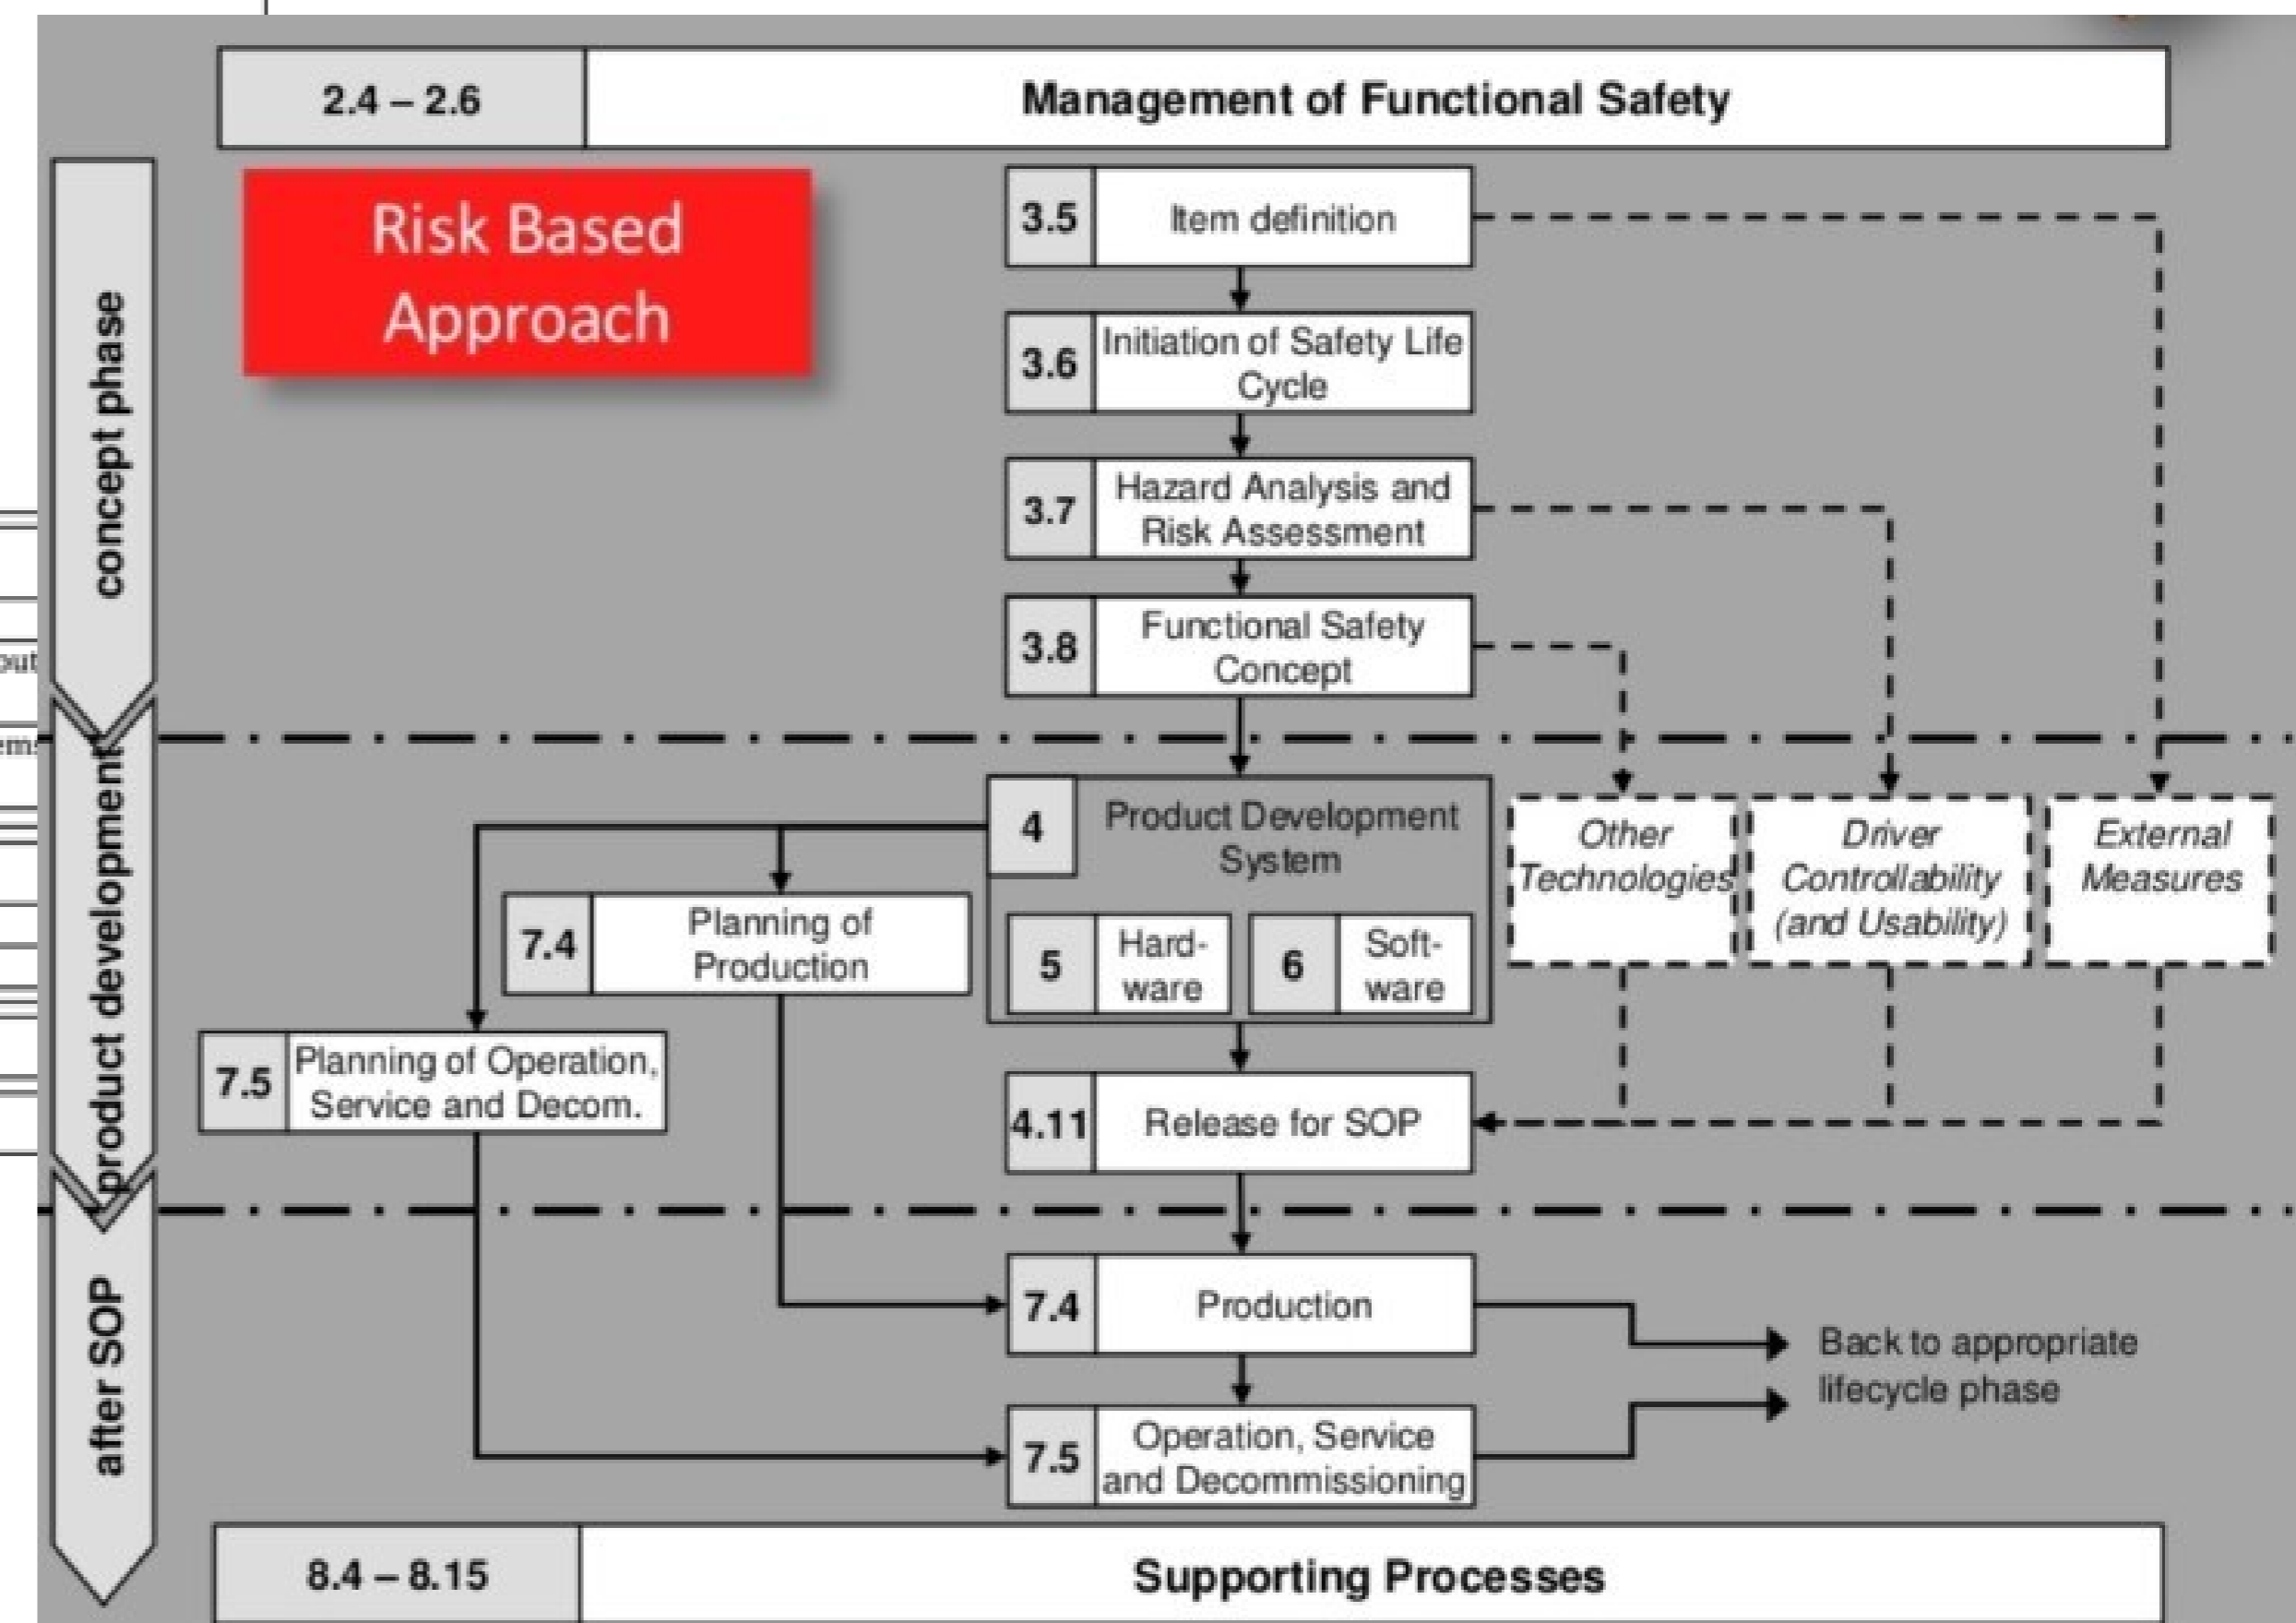 2.4 – 2.6
Management of Functional Safety
Risk Based
Approach
concept phase
3.5
Item definition
3.6
Initiation of Safety Life
Cycle
3.7
Hazard Analysis and
Risk Assessment
3.8
Functional Safety
Concept
product development
4
Product Development
System
5
Hard-
ware
6
Soft-
ware
Other
Technologies
Driver
Controllability
(and Usability)
External
Measures
7.4
Planning of
Production
7.5
Planning of Operation,
Service and Decom.
4.11
Release for SOP
after SOP
7.4
Production
7.5
Operation, Service
and Decommissioning
Back to appropriate
lifecycle phase
8.4 – 8.15
Supporting Processes